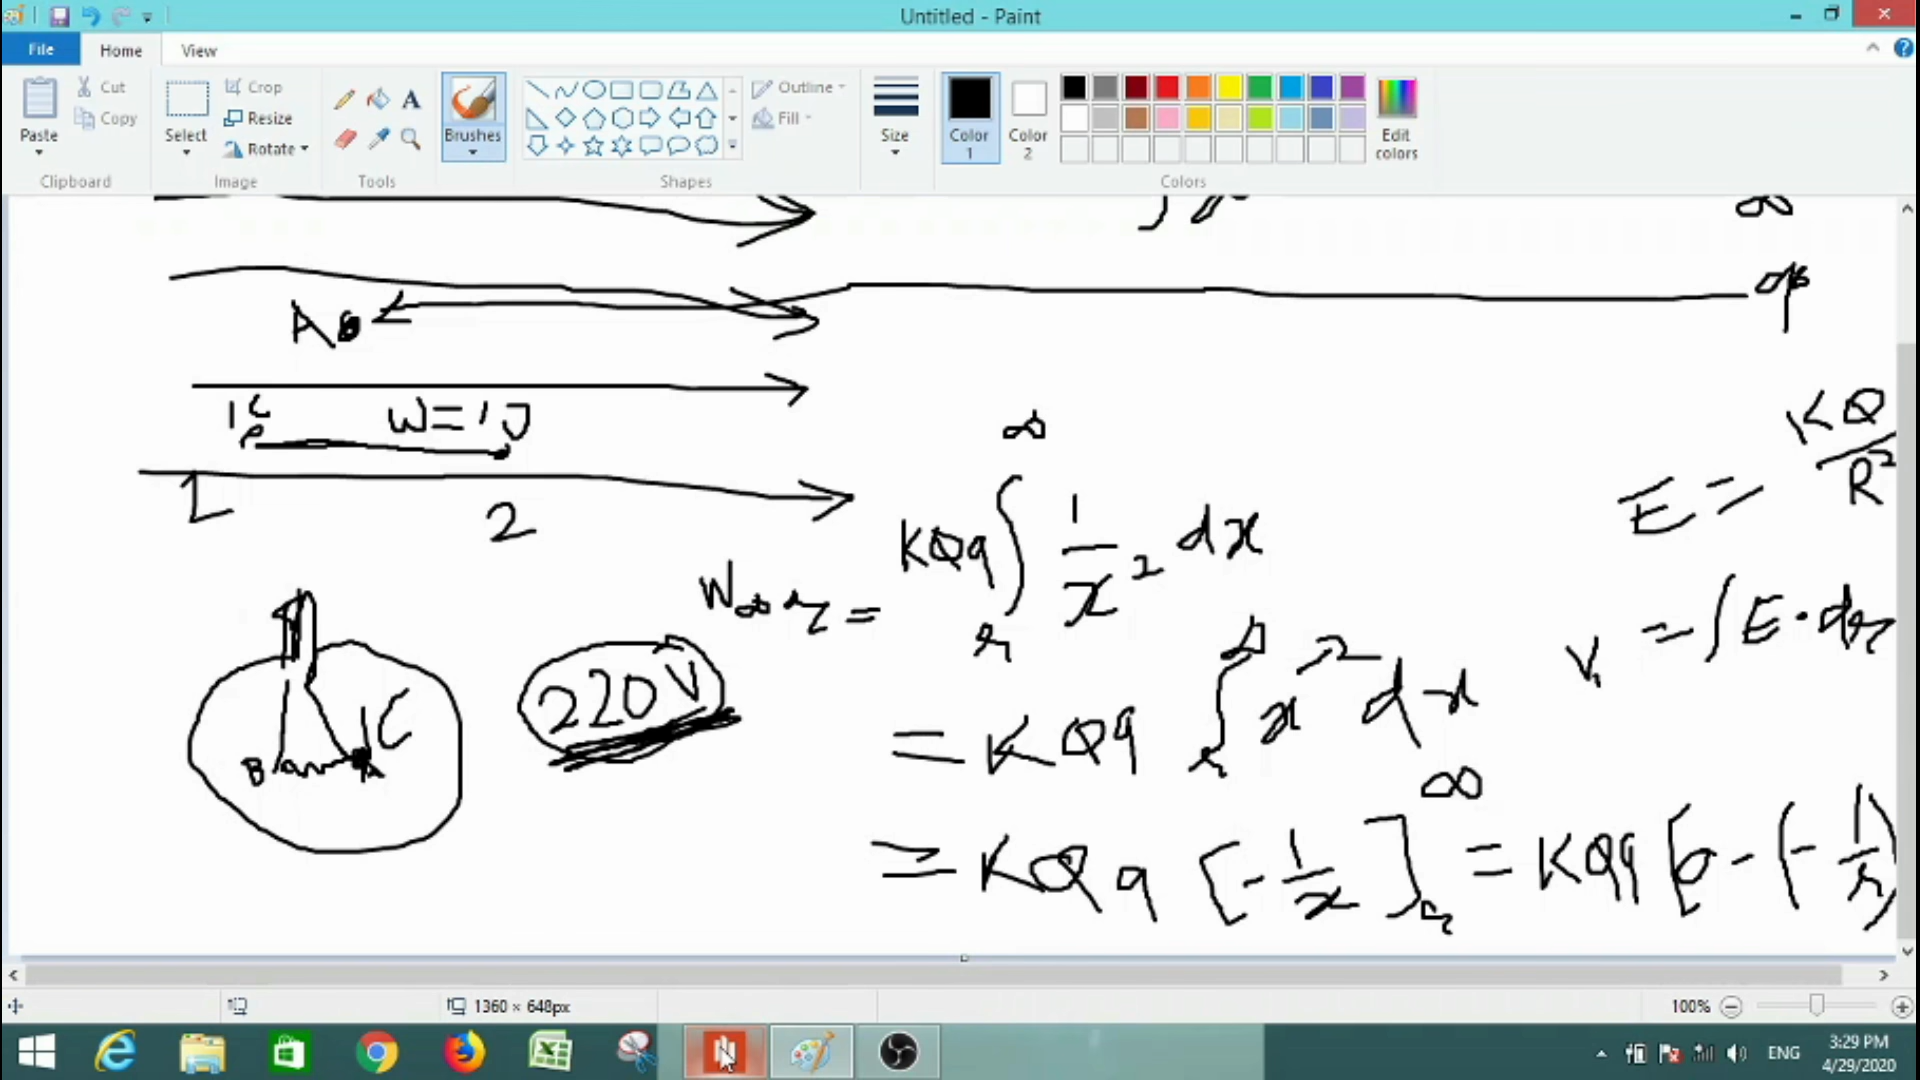 Untitled - Paint
File Home View
Paste Cut Copy Clipboard
Select Crop Resize Rotate Image
A Tools
Brushes
Shapes
Outline Fill
Size
Color 1 Color 2 Edit colors Colors
∞
A
1C W=1J
1 2
∞
KQq ∫ 1/x² dx
r
E = KQ/R²
W∞r =
V = ∫E·dr
∞
= KQq ∫ x⁻² dx
r
220V
1C
B A
∞
= KQq [-1/x] = KQq [0 - (-1/r)
r
1360 × 648px 100%
ENG 3:29 PM
4/29/2020